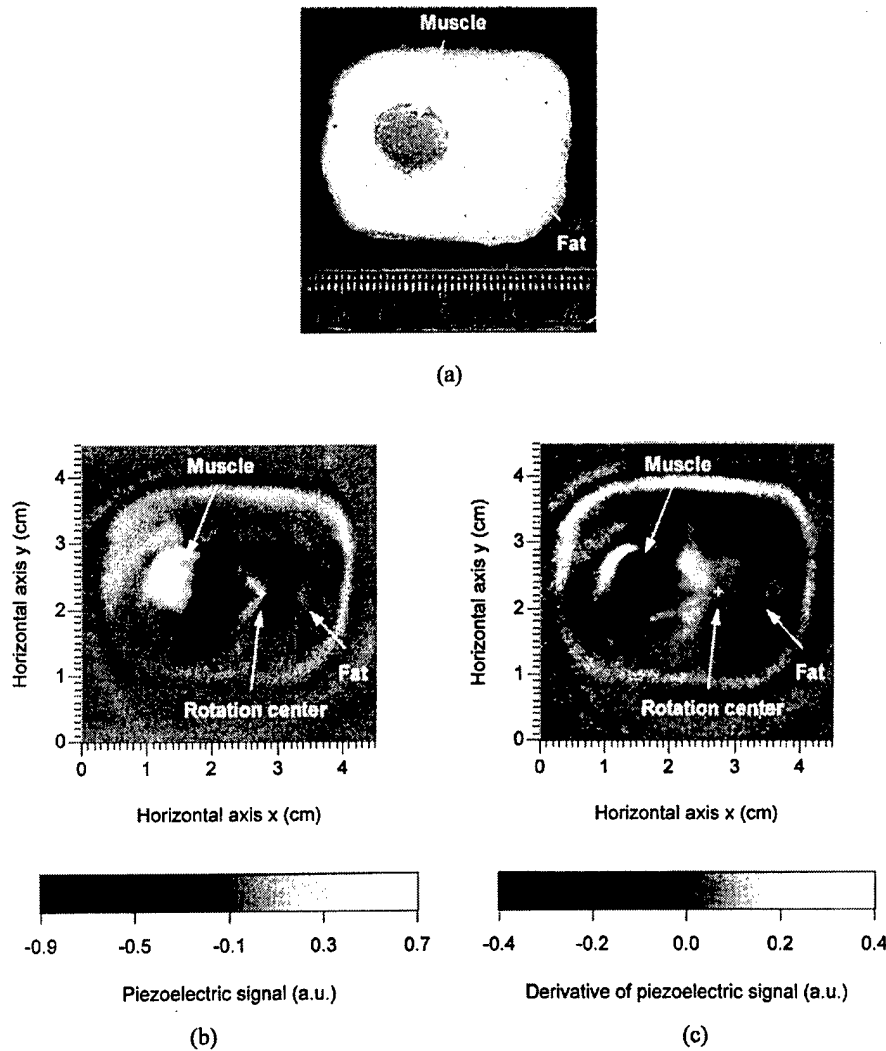 Muscle
Fat
(a)
Muscle
Fat
Rotation center
Horizontal axis y (cm)
4
3
2
1
0
0 1 2 3 4
Horizontal axis x (cm)
-0.9 -0.5 -0.1 0.3 0.7
Piezoelectric signal (a.u.)
(b)
Muscle
Fat
Rotation center
Horizontal axis y (cm)
4
3
2
1
0
0 1 2 3 4
Horizontal axis x (cm)
-0.4 -0.2 0.0 0.2 0.4
Derivative of piezoelectric signal (a.u.)
(c)